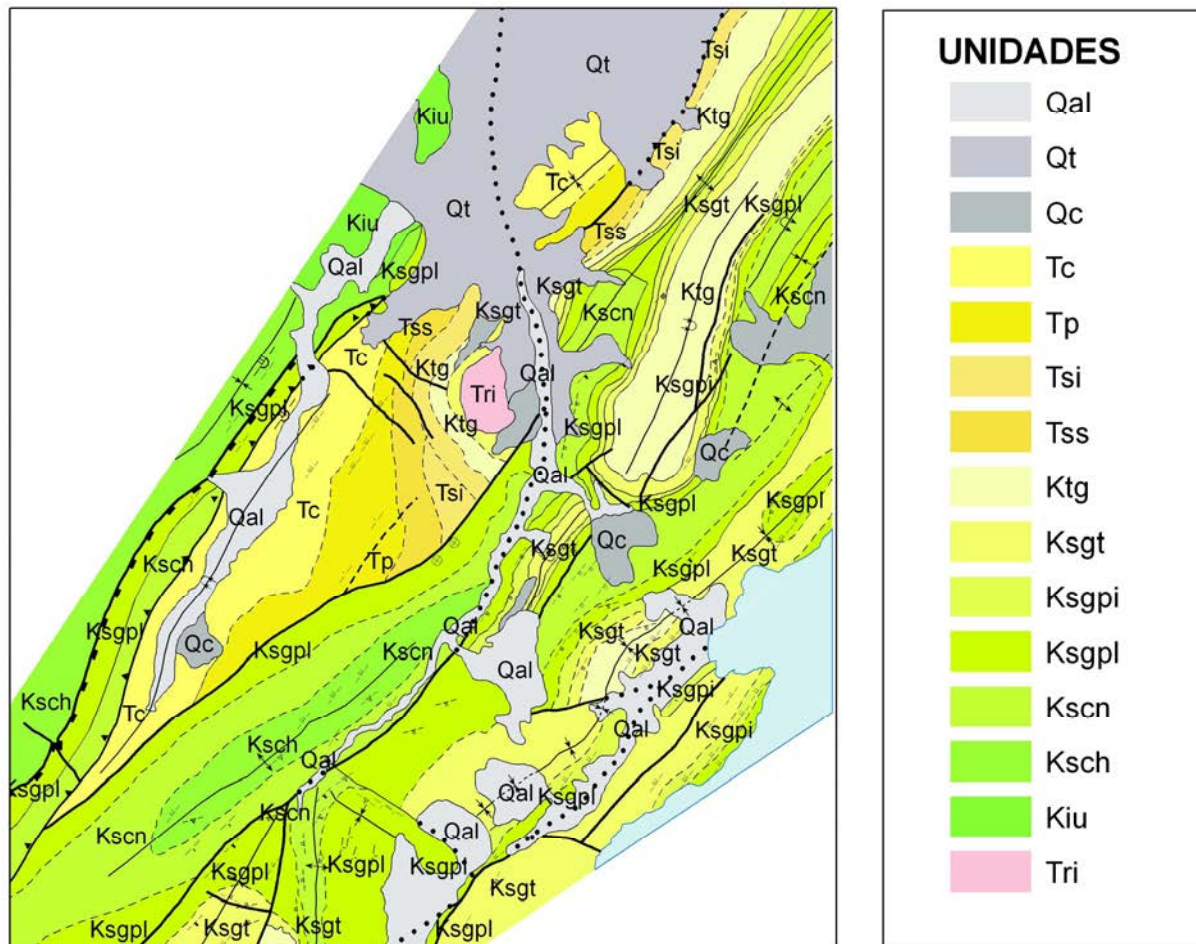 Tsi
Qt
Kiu
Ktg
Tsi
Tc
Ksgt
Ksgpl
Kiu
Qt
Tss
Qal
Ksgpl
Ksgt
Kscn
Ktg
Kscn
Ksgt
Tss
Tc
Ktg
Qal
Ksgpi
Tri
Ksgpl
Ktg
Ksgpl
Qc
Qal
Tsi
Ksgpl
Ksgpl
Qal
Tc
Ksgt
Ksgt
Qc
Ksch
Tp
Ksgpl
Ksgpl
Qal
Ksgt
Qal
Qc
Ksgpl
Kscn
Ksgt
Qal
Ksgpi
Ksch
Tc
Ksgpi
Qal
Ksch
Qal
Ksgpl
Qal
Ksgpl
Kscn
Kscn
Qal
Ksgpl
Ksgpl
Ksgt
Ksgpl
Ksgt
Ksgt
Ksgpl
UNIDADES
Qal
Qt
Qc
Tc
Tp
Tsi
Tss
Ktg
Ksgt
Ksgpi
Ksgpl
Kscn
Ksch
Kiu
Tri